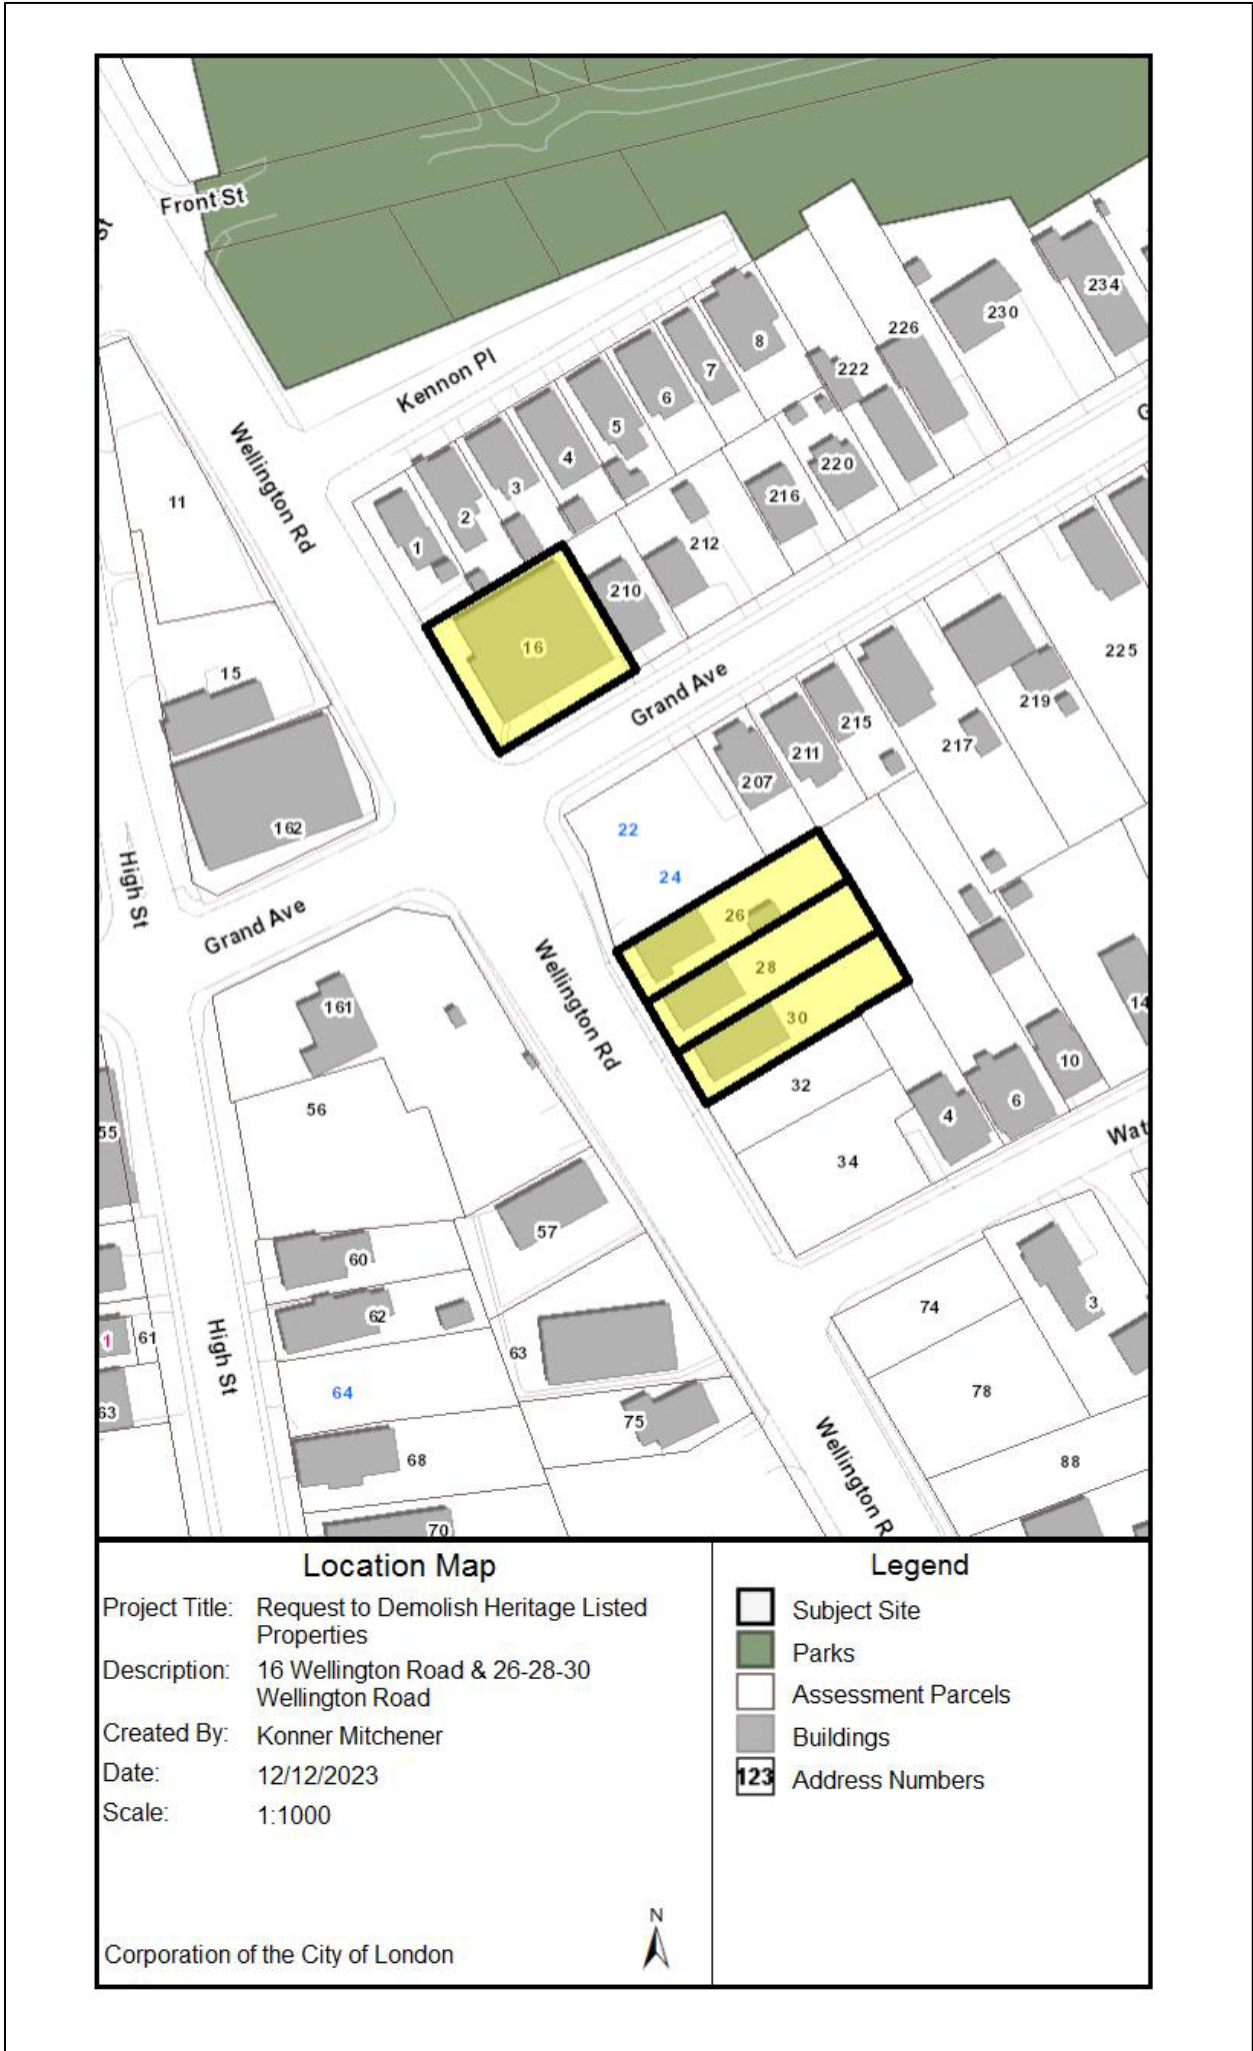 Front St
St
Kennon Pl
Wellington Rd
234
230
226
222
8
7
6
5
4
3
2
1
11
220
216
212
210
16
15
162
Grand Ave
225
219
217
215
211
207
22
24
26
28
30
High St
Grand Ave
Wellington Rd
161
56
55
32
34
4
6
10
14
Wat
57
60
62
63
61
1
63
High St
64
75
68
70
74
3
78
88
Wellington R
Location Map
Project Title: Request to Demolish Heritage Listed
Properties
Description: 16 Wellington Road & 26-28-30
Wellington Road
Created By: Konner Mitchener
Date: 12/12/2023
Scale: 1:1000
N
Corporation of the City of London
Legend
Subject Site
Parks
Assessment Parcels
Buildings
123 Address Numbers